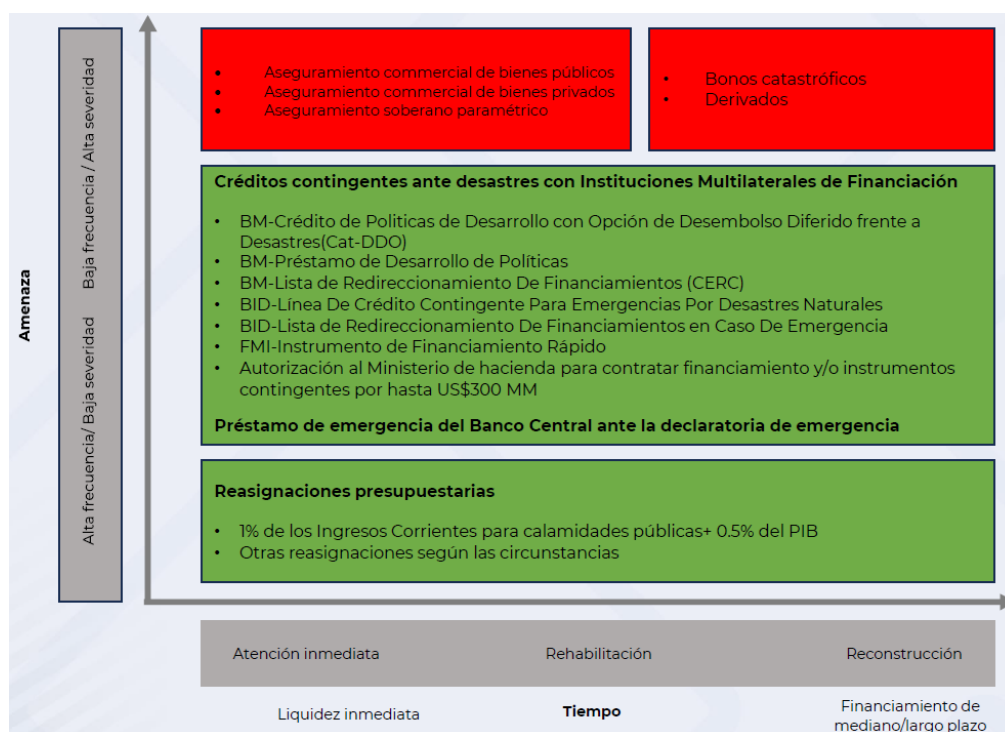 Amenaza
Baja frecuencia / Alta severidad
Alta frecuencia/ Baja severidad
• Aseguramiento commercial de bienes públicos
• Aseguramiento commercial de bienes privados
• Aseguramiento soberano paramétrico
• Bonos catastróficos
• Derivados
Créditos contingentes ante desastres con Instituciones Multilaterales de Financiación
• BM-Crédito de Politicas de Desarrollo con Opción de Desembolso Diferido frente a
Desastres(Cat-DDO)
• BM-Préstamo de Desarrollo de Políticas
• BM-Lista de Redireccionamiento De Financiamientos (CERC)
• BID-Línea De Crédito Contingente Para Emergencias Por Desastres Naturales
• BID-Lista de Redireccionamiento De Financiamientos en Caso De Emergencia
• FMI-Instrumento de Financiamiento Rápido
• Autorización al Ministerio de hacienda para contratar financiamiento y/o instrumentos
contingentes por hasta US$300 MM
Préstamo de emergencia del Banco Central ante la declaratoria de emergencia
Reasignaciones presupuestarias
• 1% de los Ingresos Corrientes para calamidades públicas+ 0.5% del PIB
• Otras reasignaciones según las circunstancias
Atención inmediata
Rehabilitación
Reconstrucción
Liquidez inmediata
Tiempo
Financiamiento de
mediano/largo plazo